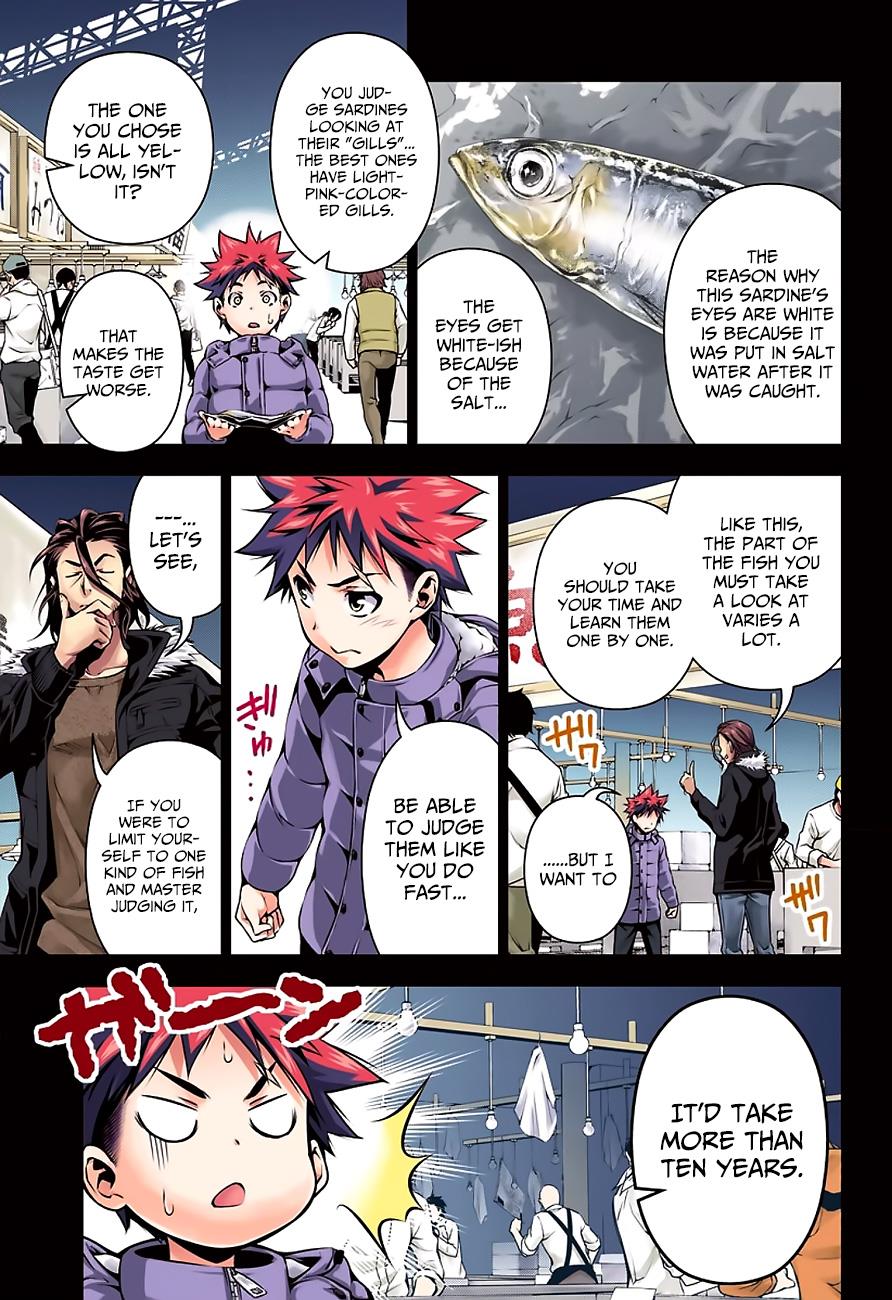 THE
REASON WHY
THIS SARDINE'S
EYES ARE WHITE
IS BECAUSE IT
WAS PUT IN SALT
WATER AFTER IT
WAS CAUGHT.
THE
EYES GET
WHITE-ISH
BECAUSE
OF THE
SALT...
YOU JUD-
GE SARDINES
LOOKING AT
THEIR "GILLS"...
THE BEST ONES
HAVE LIGHT-
PINK-COLOR-
ED GILLS.
THE ONE
YOU CHOSE
IS ALL YEL-
LOW, ISN'T
IT?
THAT
MAKES THE
TASTE GET
WORSE.
LIKE THIS,
THE PART OF
THE FISH YOU
MUST TAKE
A LOOK AT
VARIES A
LOT.
YOU
SHOULD TAKE
YOUR TIME AND
LEARN THEM
ONE BY ONE.
......BUT I
WANT TO
BE ABLE
TO JUDGE
THEM LIKE
YOU DO
FAST...
ぎゅ...
---...
LET'S
SEE,
IF YOU
WERE TO
LIMIT YOUR-
SELF TO ONE
KIND OF FISH
AND MASTER
JUDGING IT,
IT'D TAKE
MORE THAN
TEN YEARS.
ガーン